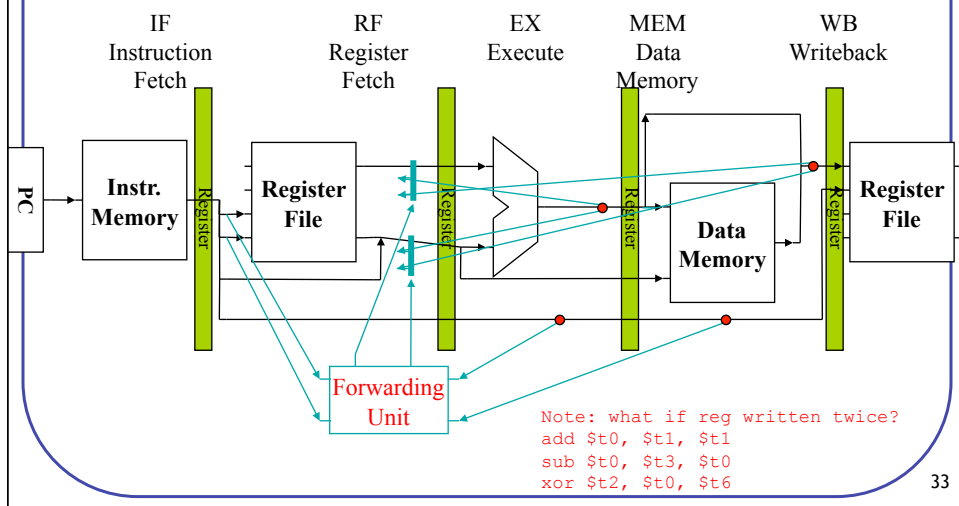 IF
Instruction
Fetch
RF
Register
Fetch
EX
Execute
MEM
Data
Memory
WB
Writeback
PC
Instr.
Memory
Register
Register
File
Register
Register
Data
Memory
Register
Register
File
Forwarding
Unit
Note: what if reg written twice?
add $t0, $t1, $t1
sub $t0, $t3, $t0
xor $t2, $t0, $t6
33